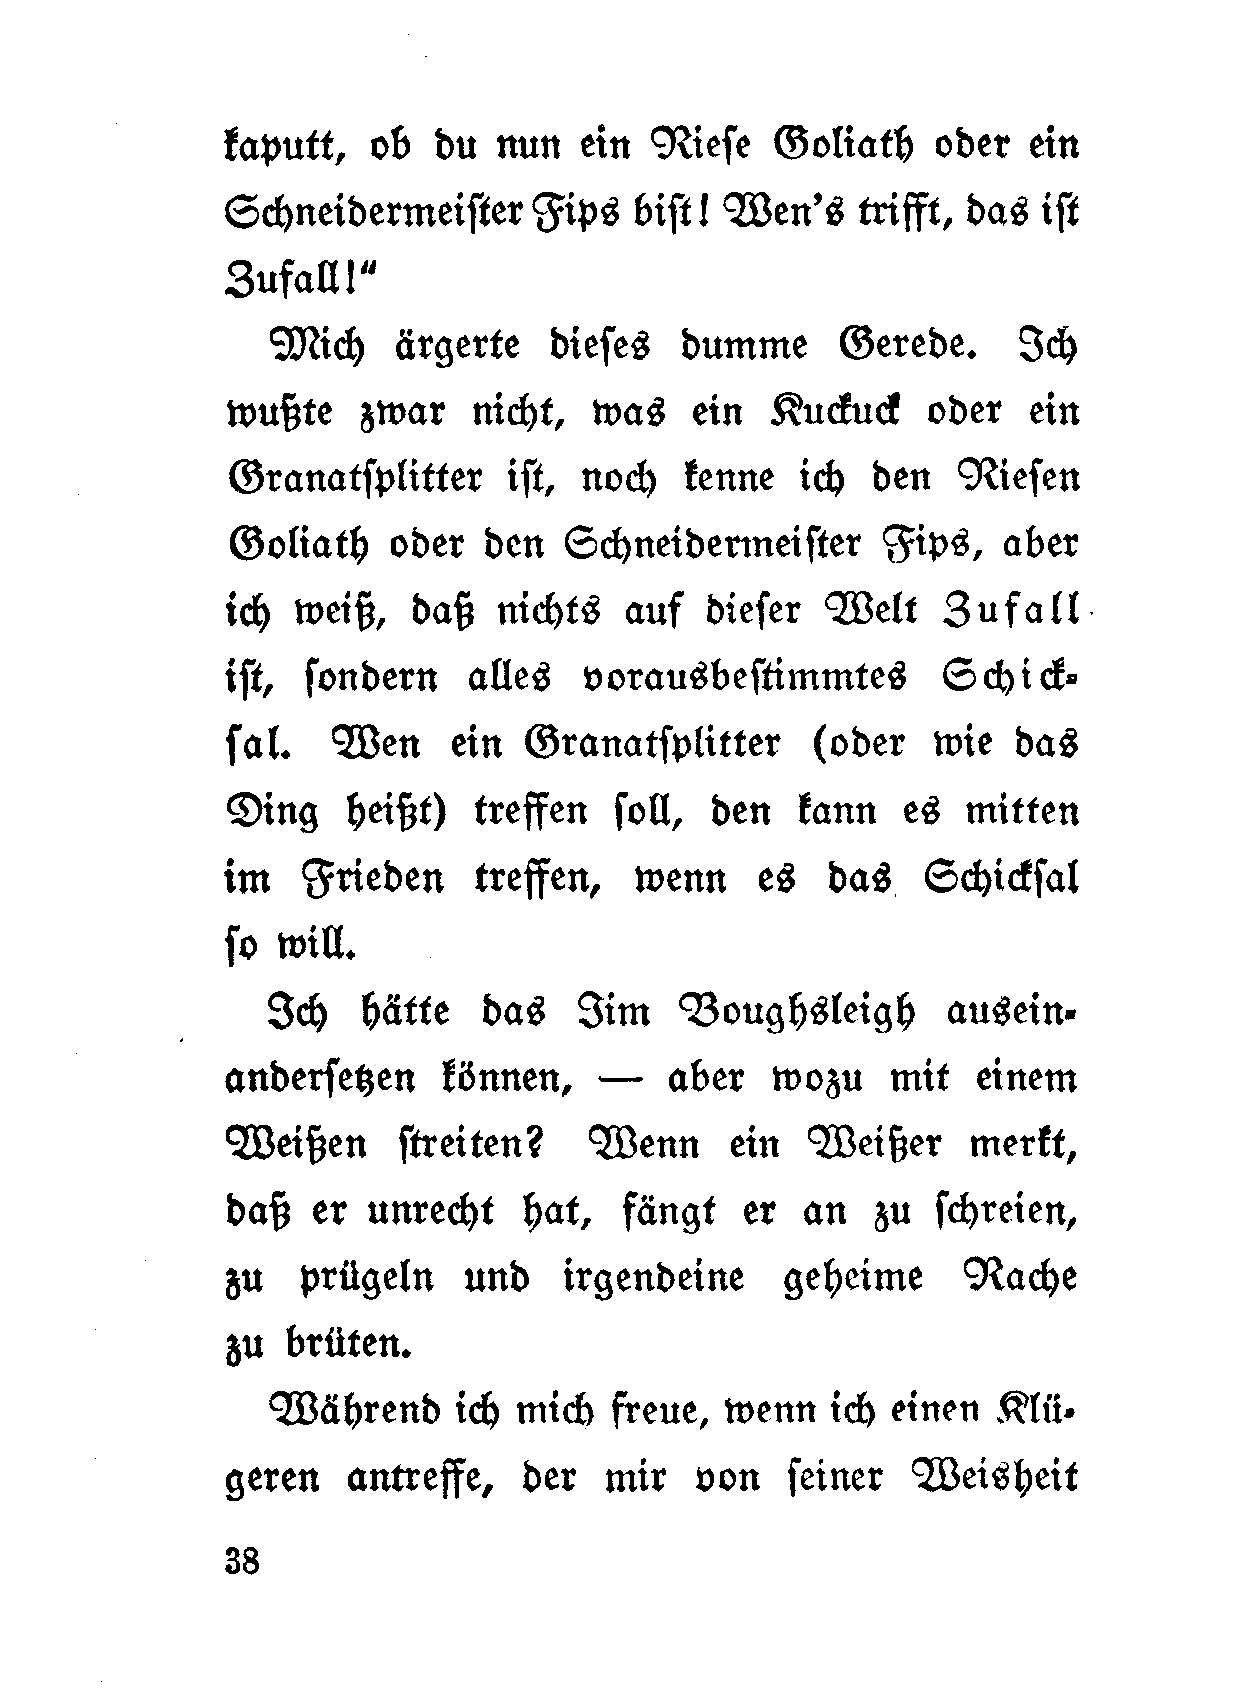 kaputt, ob du nun ein Rieſe Goliath oder ein
Schneidermeiſter Fips biſt! Wen's trifft, das iſt
Zufall!“
Mich ärgerte dieſes dumme Gerede. Ich
wußte zwar nicht, was ein Kuckuck oder ein
Granatſplitter iſt, noch kenne ich den Rieſen
Goliath oder den Schneidermeiſter Fips, aber
ich weiß, daß nichts auf dieſer Welt Zufall
iſt, ſondern alles vorausbeſtimmtes Schick-
ſal. Wen ein Granatſplitter (oder wie das
Ding heißt) treffen ſoll, den kann es mitten
im Frieden treffen, wenn es das Schickſal
ſo will.
Ich hätte das Jim Boughsleigh ausein-
anderſetzen können, — aber wozu mit einem
Weißen ſtreiten? Wenn ein Weißer merkt,
daß er unrecht hat, fängt er an zu ſchreien,
zu prügeln und irgendeine geheime Rache
zu brüten.
Während ich mich freue, wenn ich einen Klü-
geren antreffe, der mir von ſeiner Weisheit
38